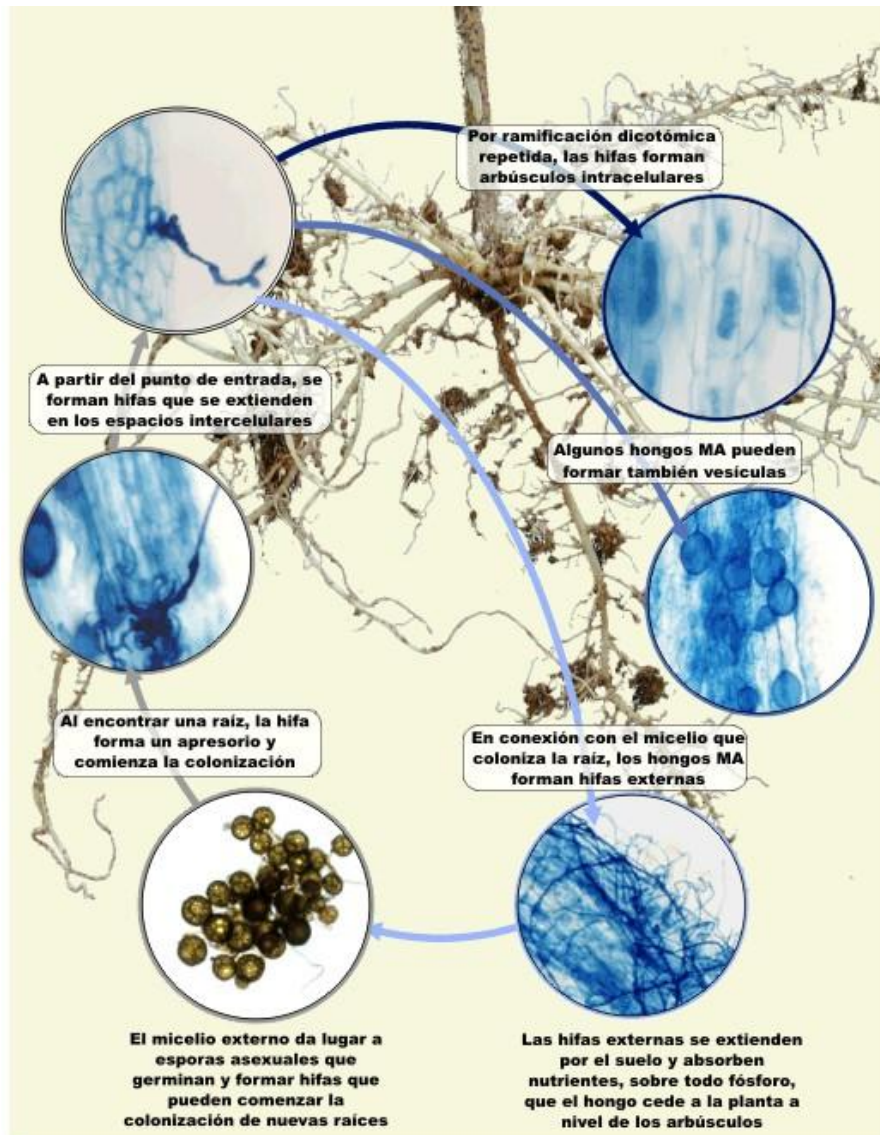 Por ramificación dicotómica
repetida, las hifas forman
arbúsculos intracelulares
A partir del punto de entrada, se
forman hifas que se extienden
en los espacios intercelulares
Algunos hongos MA pueden
formar también vesículas
Al encontrar una raíz, la hifa
forma un apresorio y
comienza la colonización
En conexión con el micelio que
coloniza la raíz, los hongos MA
forman hifas externas
El micelio externo da lugar a
esporas asexuales que
germinan y formar hifas que
pueden comenzar la
colonización de nuevas raíces
Las hifas externas se extienden
por el suelo y absorben
nutrientes, sobre todo fósforo,
que el hongo cede a la planta a
nivel de los arbúsculos